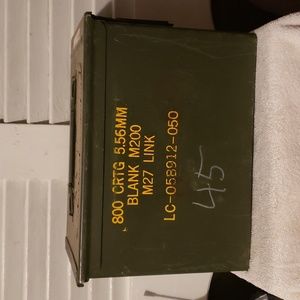 800 CRTG 5.56MM
BLANK M200
M27 LINK
LC-05B912-050
45